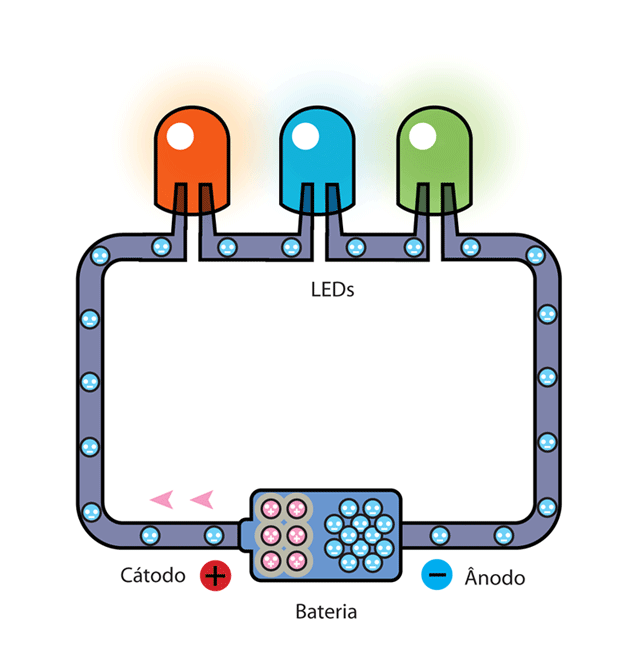 LEDs
Cátodo + − Ânodo
Bateria